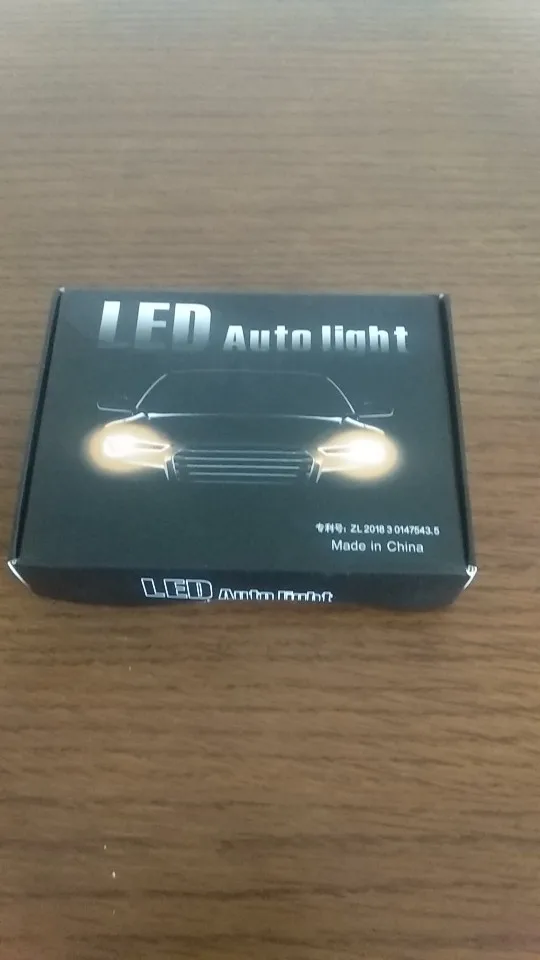 LED Auto light
专利号: ZL 2018 3 0147543.5
Made in China
LED Auto light